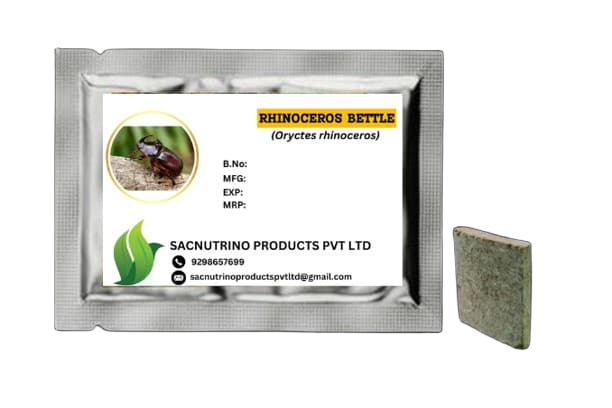 RHINOCEROS BETTLE
(Oryctes rhinoceros)
B.No:
MFG:
EXP:
MRP:
SACNUTRINO PRODUCTS PVT LTD
9298657699
sacnutrinoproductspvtltd@gmail.com